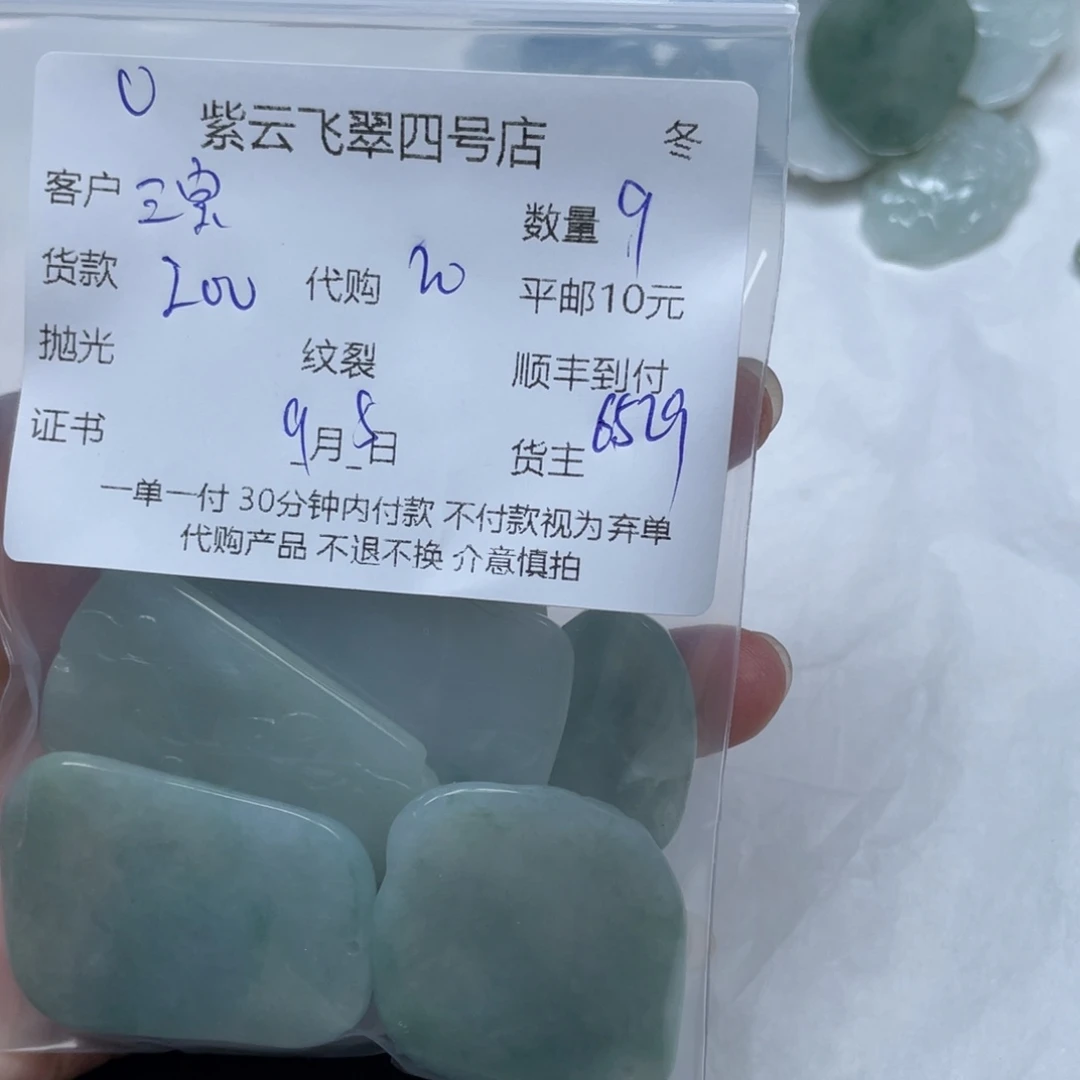 U
紫云飞翠四号店 冬
客户 数量 9
货款 200 代购 20 平邮10元
抛光 纹裂 顺丰到付
证书 9月8日 货主 6529
一单一付 30分钟内付款 不付款视为弃单
代购产品 不退不换 介意慎拍